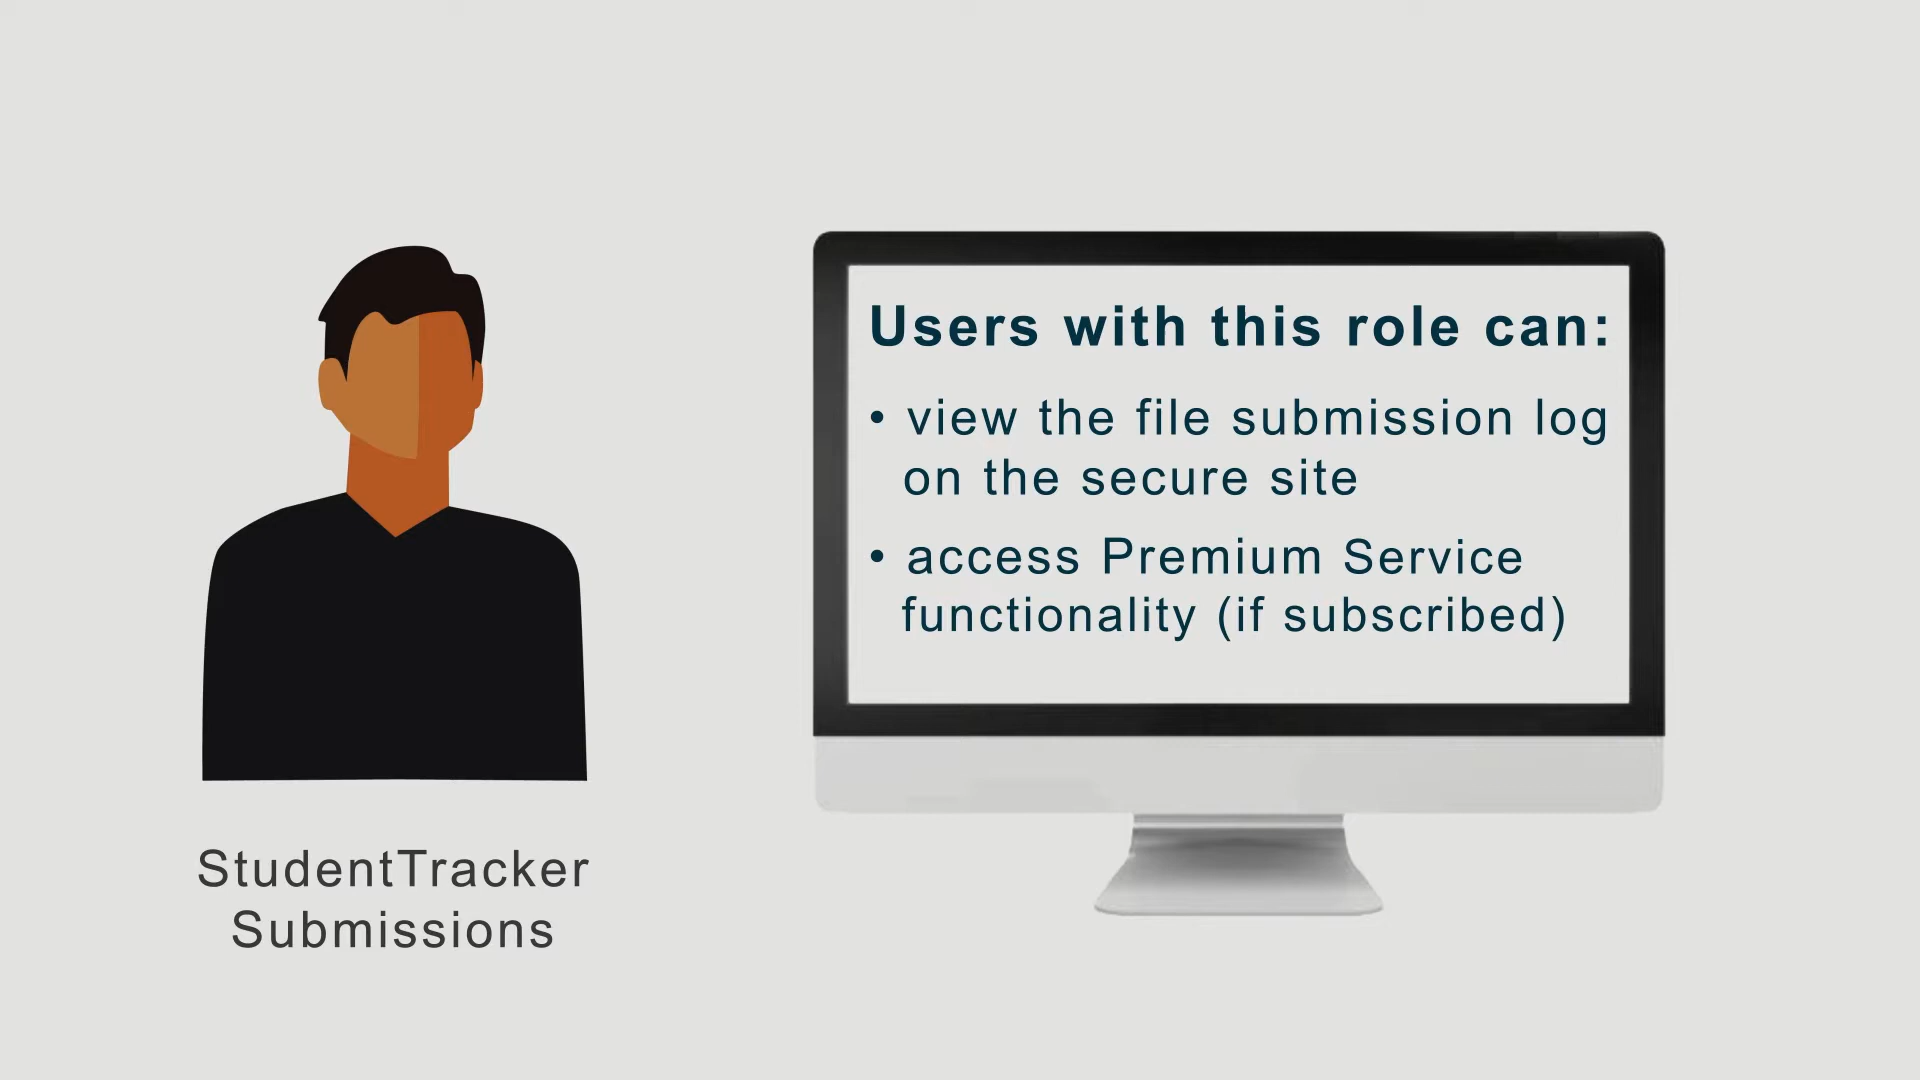 Users with this role can:
• view the file submission log
on the secure site
• access Premium Service
functionality (if subscribed)
StudentTracker
Submissions